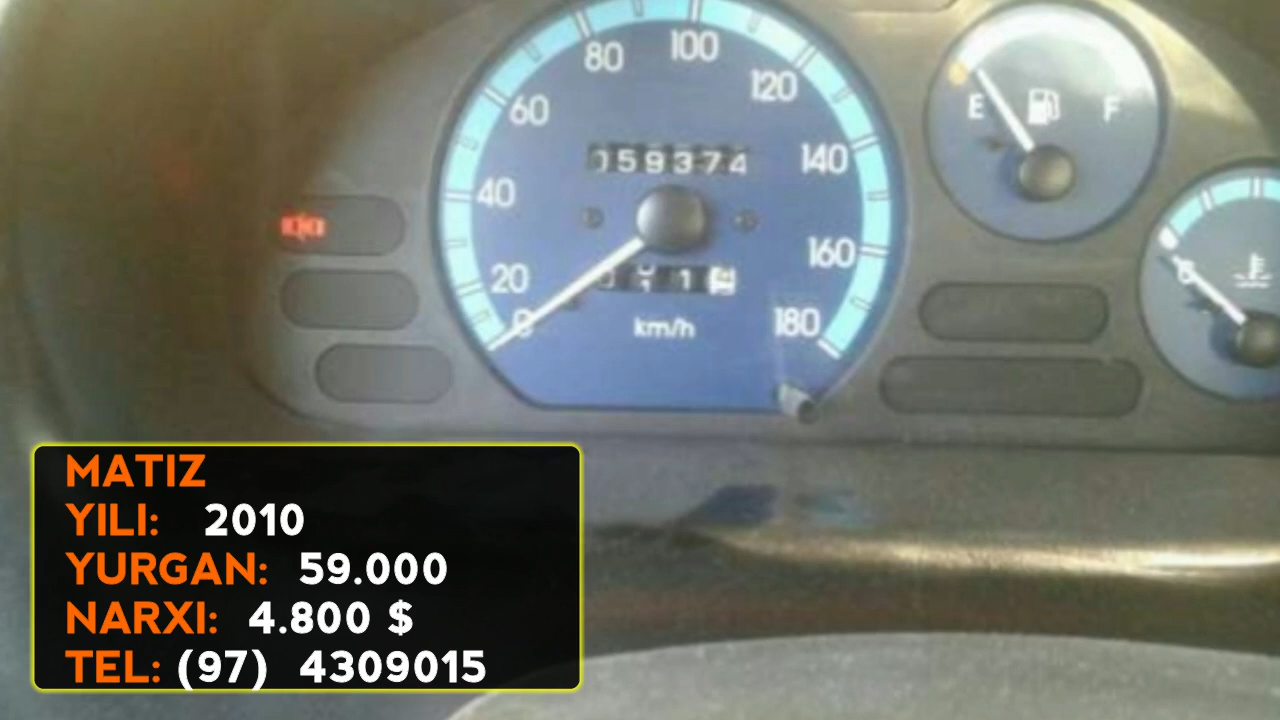 80 100
120
60
E F
059374
140
40
160
20
0
km/h
180
C
MATIZ
YILI: 2010
YURGAN: 59.000
NARXI: 4.800 $
TEL: (97) 4309015